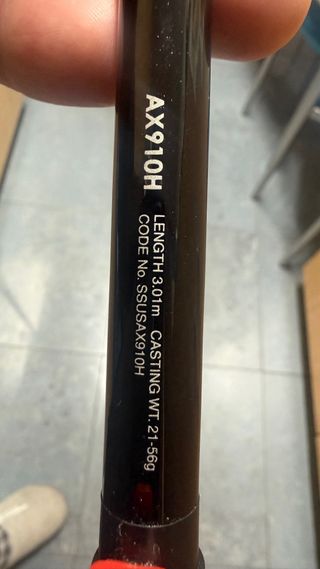 AX910H
LENGTH 3.01m CASTING WT. 21-56g
CODE No. SSUSAX910H